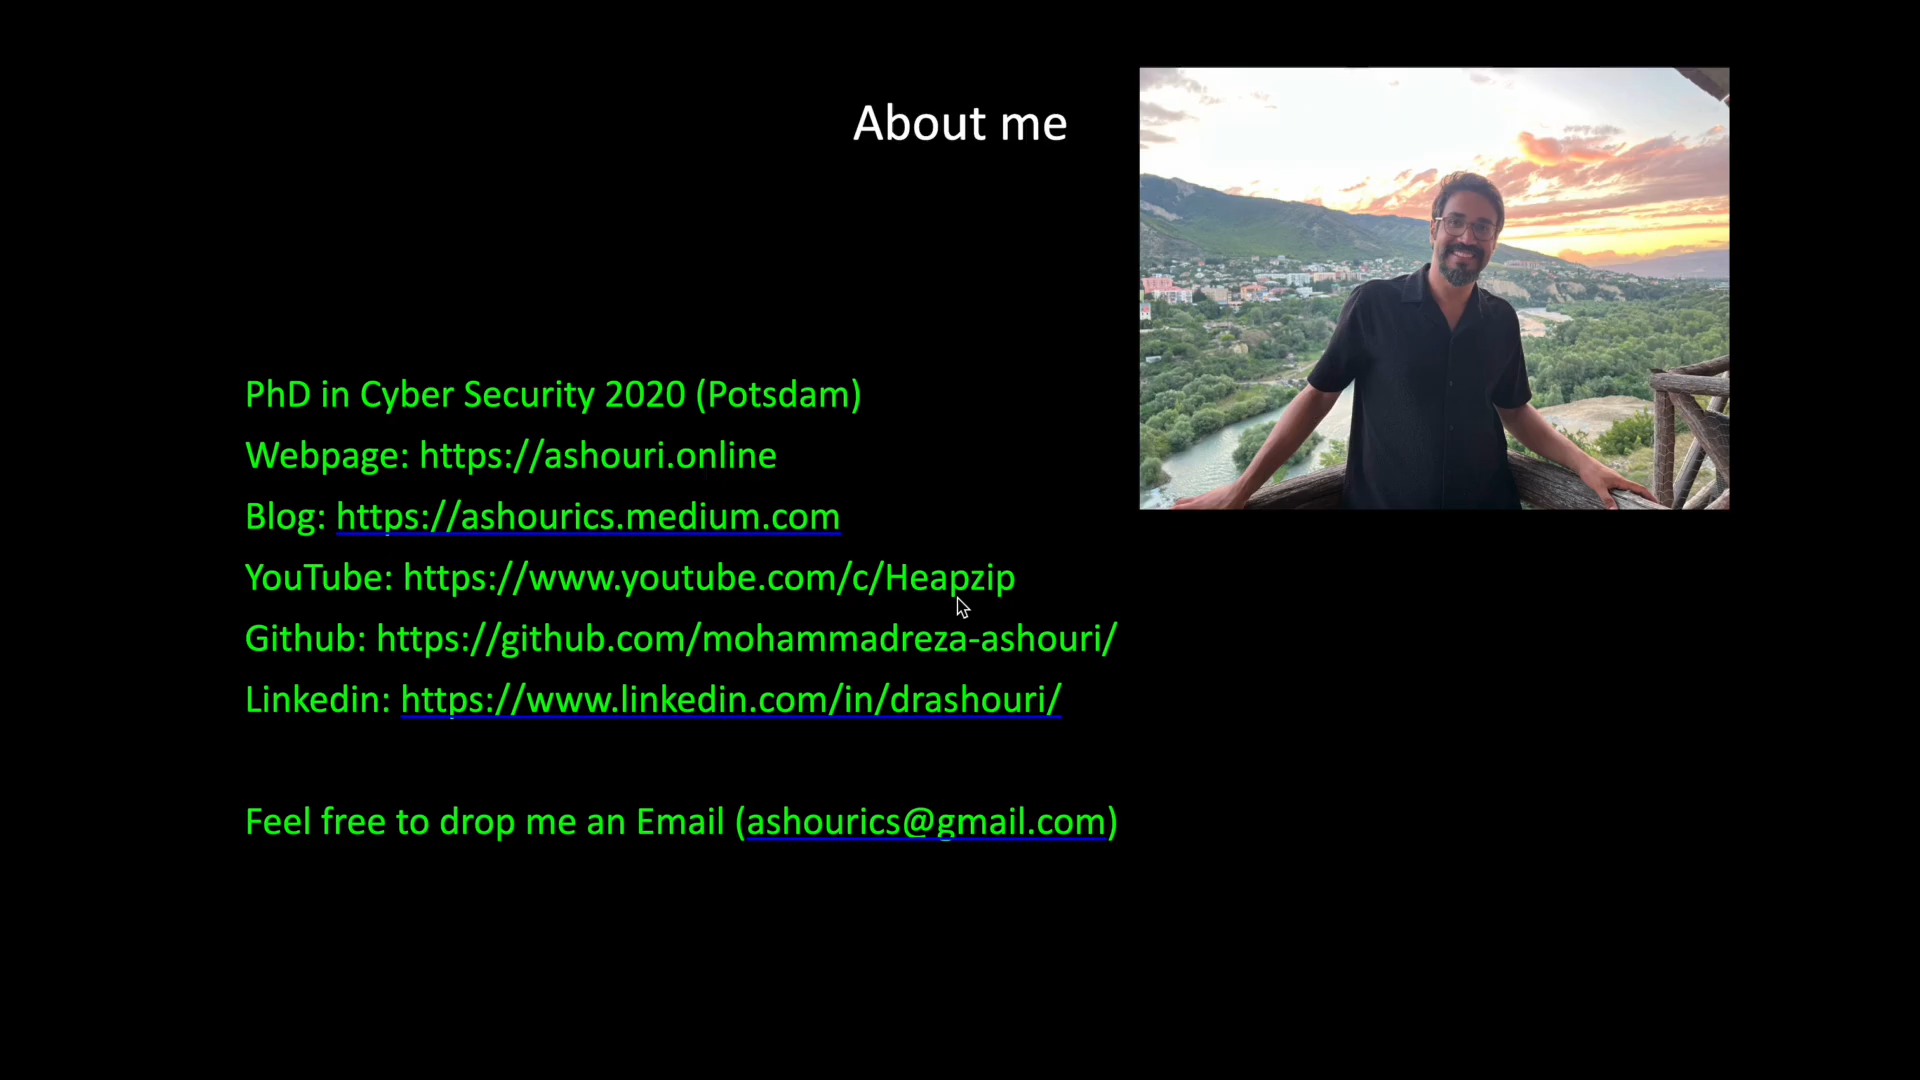 About me
PhD in Cyber Security 2020 (Potsdam)
Webpage: https://ashouri.online
Blog: https://ashourics.medium.com
YouTube: https://www.youtube.com/c/Heapzip
Github: https://github.com/mohammadreza-ashouri/
Linkedin: https://www.linkedin.com/in/drashouri/
Feel free to drop me an Email (ashourics@gmail.com)